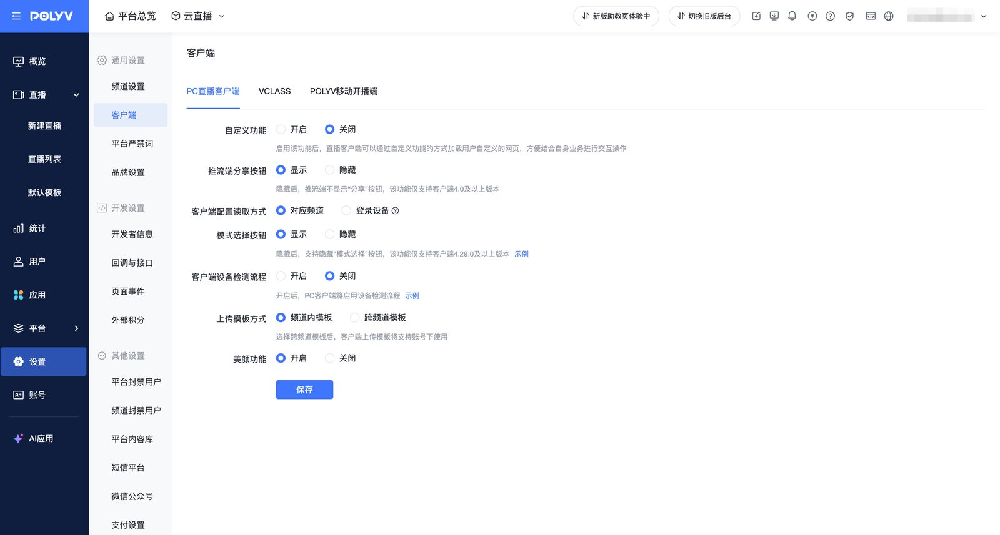 POLYV
平台总览
云直播
新版助教页体验中
切换旧版后台
概览
直播
新建直播
直播列表
默认模板
统计
用户
应用
平台
设置
账号
AI应用
通用设置
频道设置
客户端
平台严禁词
品牌设置
开发设置
开发者信息
回调与接口
页面事件
外部积分
其他设置
平台封禁用户
频道封禁用户
平台内容库
短信平台
微信公众号
支付设置
客户端
PC直播客户端 VCLASS POLYV移动开播端
自定义功能 开启 关闭
启用该功能后，直播客户端可以通过自定义功能的方式加载用户自定义的网页，方便结合自身业务进行交互操作
推流端分享按钮 显示 隐藏
隐藏后，推流端不显示“分享”按钮，该功能仅支持客户端4.0及以上版本
客户端配置读取方式 对应频道 登录设备
模式选择按钮 显示 隐藏
隐藏后，支持隐藏“模式选择”按钮，该功能仅支持客户端4.29.0及以上版本 示例
客户端设备检测流程 开启 关闭
开启后，PC客户端将启用设备检测流程 示例
上传模板方式 频道内模板 跨频道模板
选择跨频道模板后，客户端上传模板将支持账号下使用
美颜功能 开启 关闭
保存